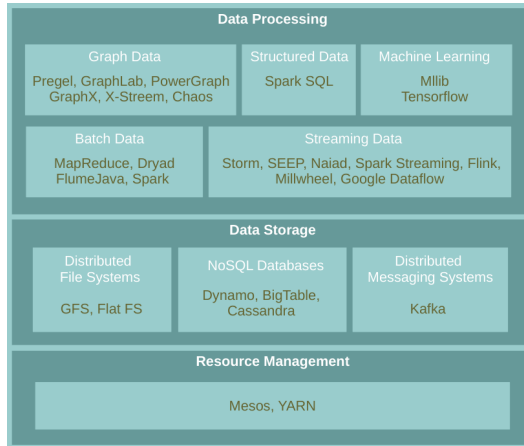 Data Processing
Graph Data
Pregel, GraphLab, PowerGraph
GraphX, X-Streem, Chaos
Structured Data
Spark SQL
Machine Learning
Mllib
Tensorflow
Batch Data
MapReduce, Dryad
FlumeJava, Spark
Streaming Data
Storm, SEEP, Naiad, Spark Streaming, Flink,
Millwheel, Google Dataflow
Data Storage
Distributed
File Systems
GFS, Flat FS
NoSQL Databases
Dynamo, BigTable,
Cassandra
Distributed
Messaging Systems
Kafka
Resource Management
Mesos, YARN